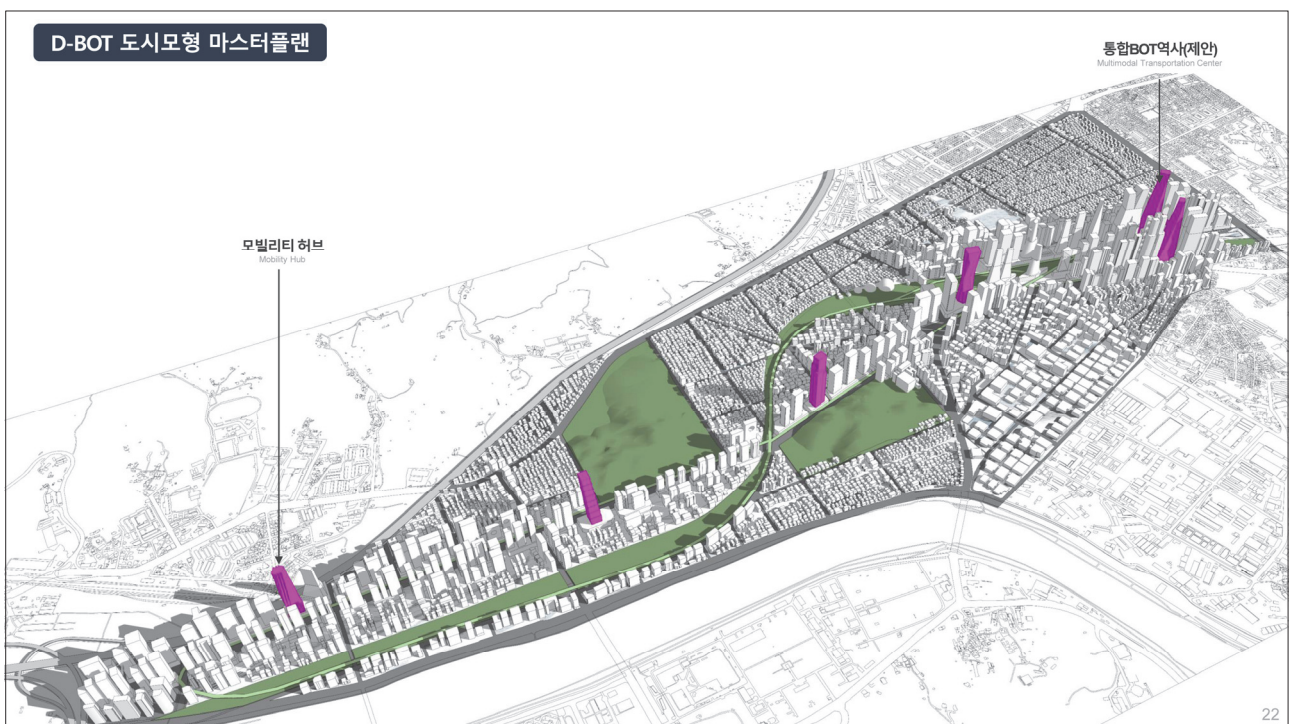 D-BOT 도시모형 마스터플랜
통합BOT역사(제안)
Multimodal Transportation Center
모빌리티 허브
Mobility Hub
22